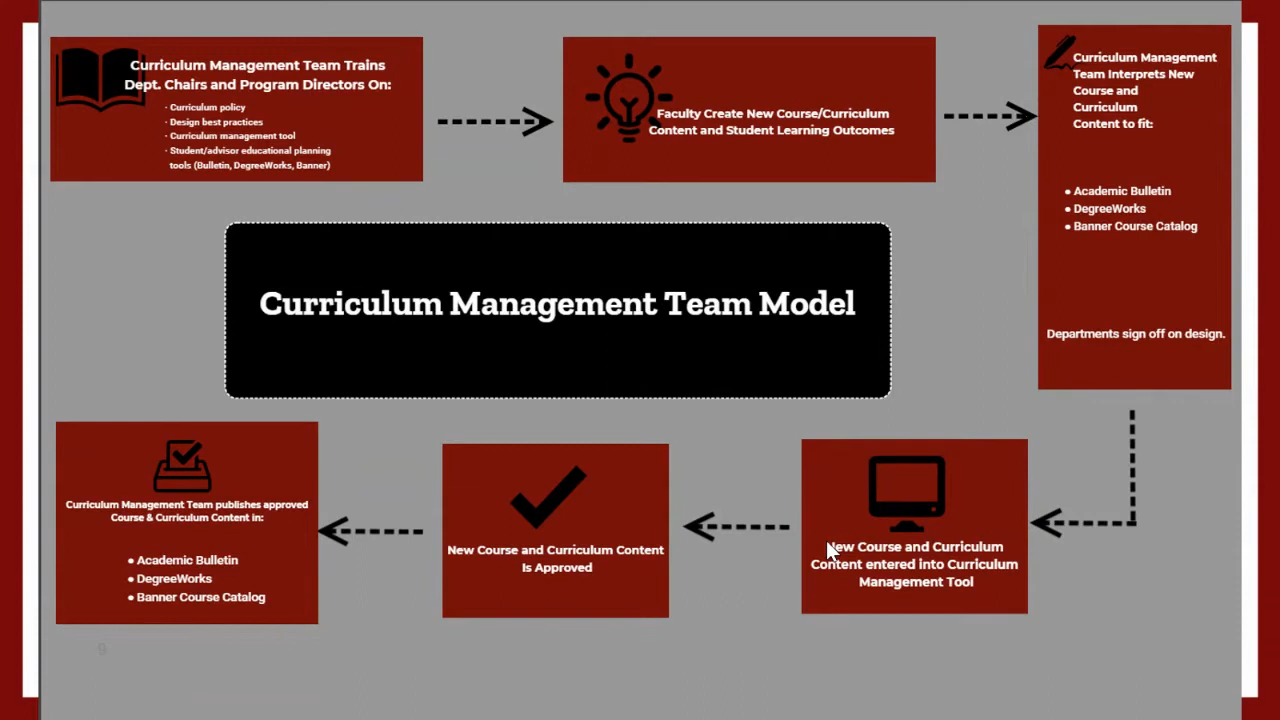 Curriculum Management Team Trains
Dept. Chairs and Program Directors On:
· Curriculum policy
· Design best practices
· Curriculum management tool
· Student/advisor educational planning
tools (Bulletin, DegreeWorks, Banner)
Faculty Create New Course/Curriculum
Content and Student Learning Outcomes
Curriculum Management
Team Interprets New
Course and
Curriculum
Content to fit:
● Academic Bulletin
● DegreeWorks
● Banner Course Catalog
Departments sign off on design.
Curriculum Management Team Model
New Course and Curriculum
Content entered into Curriculum
Management Tool
New Course and Curriculum Content
Is Approved
Curriculum Management Team publishes approved
Course & Curriculum Content in:
● Academic Bulletin
● DegreeWorks
● Banner Course Catalog
9